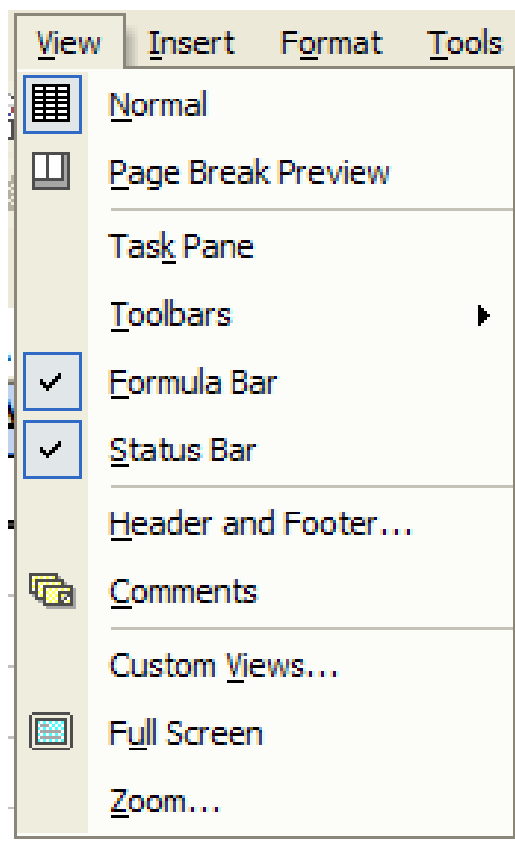 View Insert Format Tools
Normal
Page Break Preview
Task Pane
Toolbars
Formula Bar
Status Bar
Header and Footer...
Comments
Custom Views...
Full Screen
Zoom...